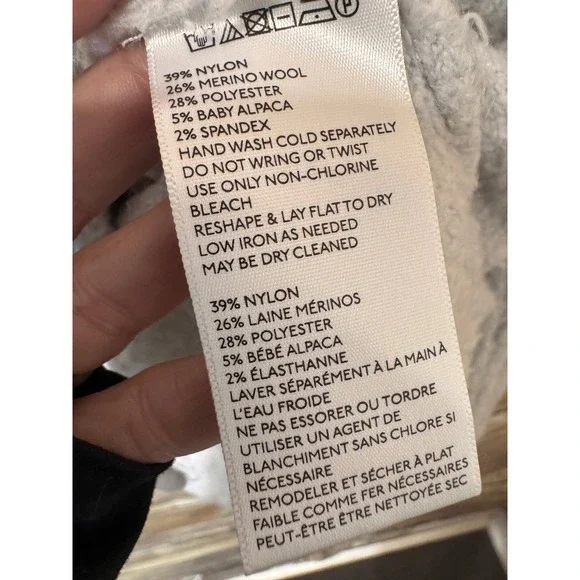 39% NYLON
26% MERINO WOOL
28% POLYESTER
5% BABY ALPACA
2% SPANDEX
HAND WASH COLD SEPARATELY
DO NOT WRING OR TWIST
USE ONLY NON-CHLORINE
BLEACH
RESHAPE & LAY FLAT TO DRY
LOW IRON AS NEEDED
MAY BE DRY CLEANED
39% NYLON
26% LAINE MÉRINOS
28% POLYESTER
5% BÉBÉ ALPACA
2% ÉLASTHANNE
LAVER SÉPARÉMENT À LA MAIN À
L'EAU FROIDE
NE PAS ESSORER OU TORDRE
UTILISER UN AGENT DE
BLANCHIMENT SANS CHLORE SI
NÉCESSAIRE
REMODELER ET SÉCHER À PLAT
FAIBLE COMME FER NÉCESSAIRES
PEUT-ÊTRE ÊTRE NETTOYÉE SEC